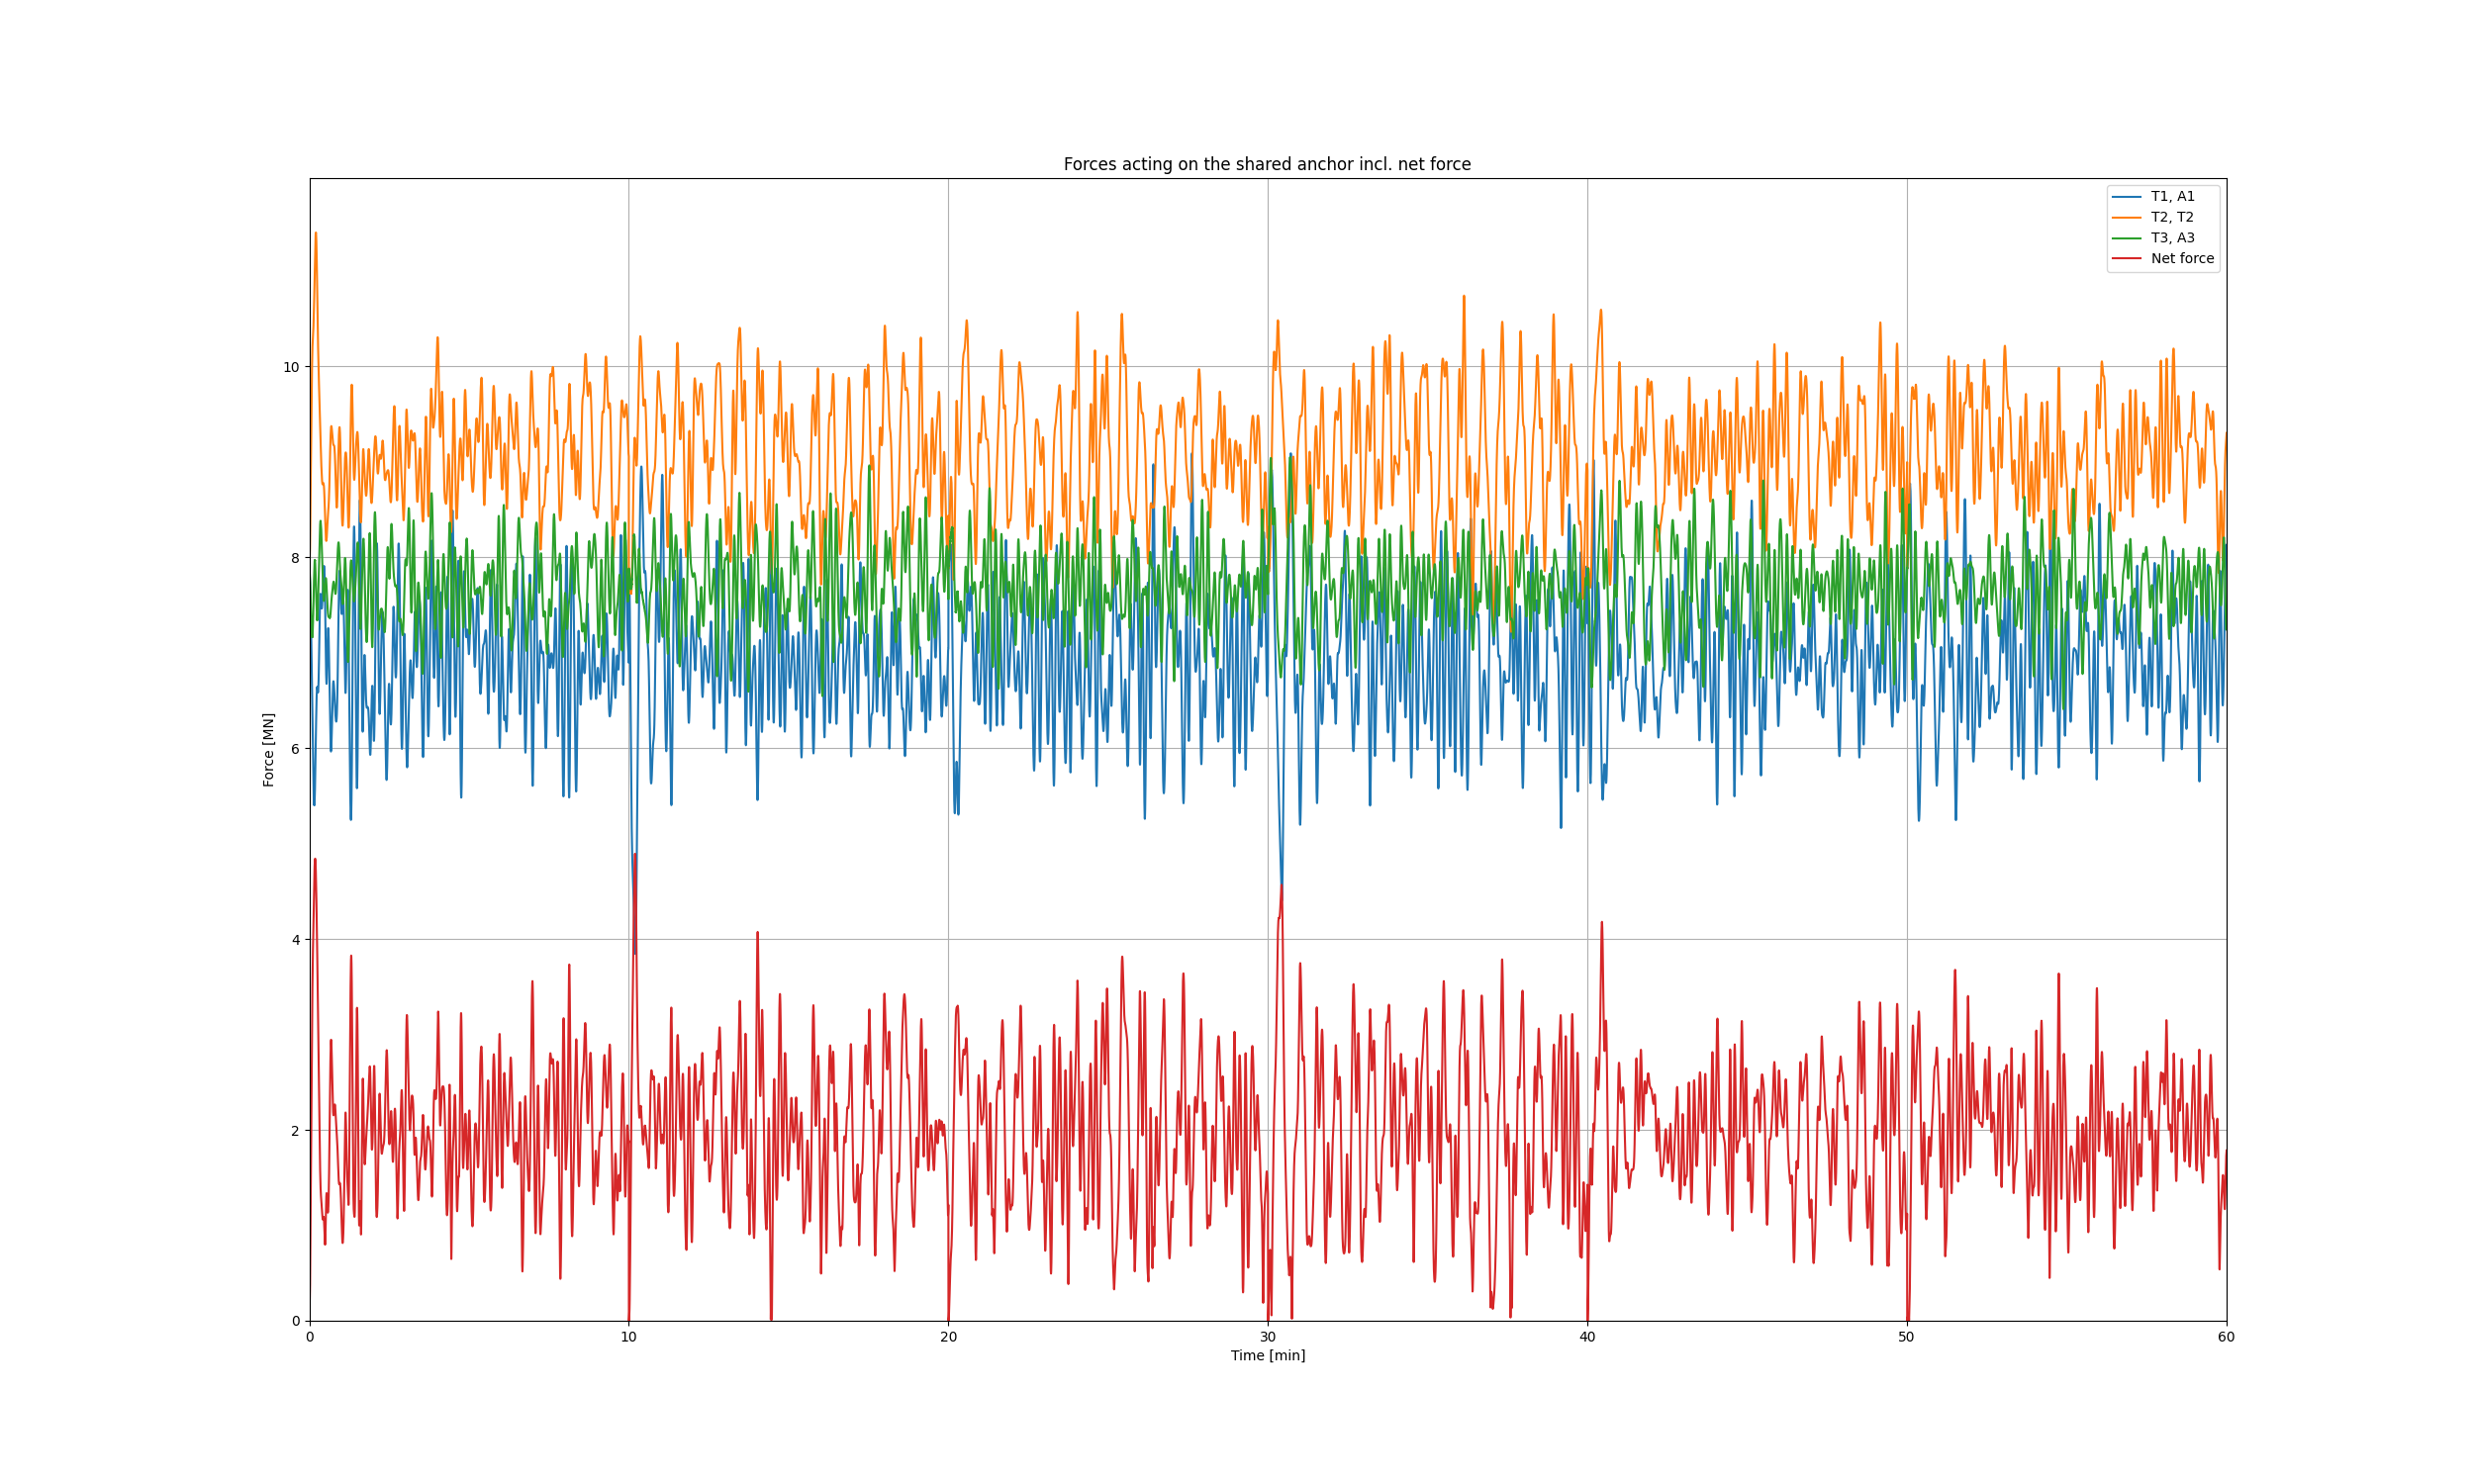 Forces acting on the shared anchor incl. net force
T1, A1
T2, T2
T3, A3
Net force
10
8
6
4
2
0
Force [MN]
0 10 20 30 40 50 60
Time [min]